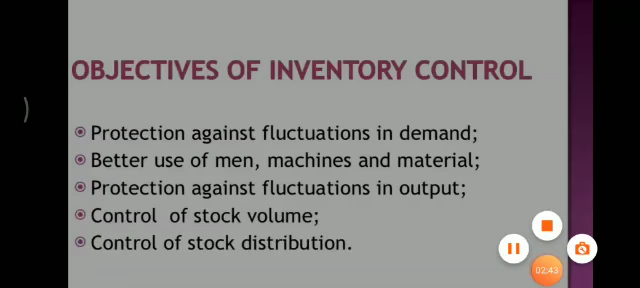 OBJECTIVES OF INVENTORY CONTROL
Protection against fluctuations in demand;
Better use of men, machines and material;
Protection against fluctuations in output;
Control of stock volume;
Control of stock distribution.
02:43